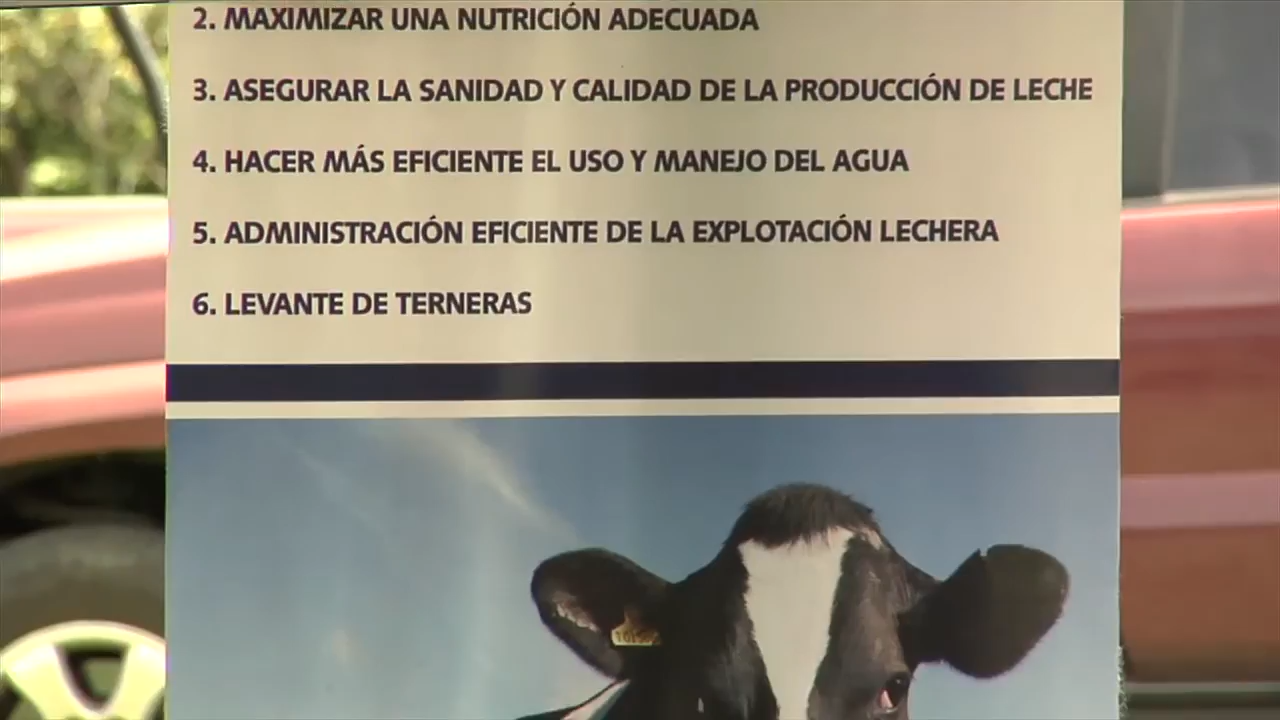 2. MAXIMIZAR UNA NUTRICIÓN ADECUADA
3. ASEGURAR LA SANIDAD Y CALIDAD DE LA PRODUCCIÓN DE LECHE
4. HACER MÁS EFICIENTE EL USO Y MANEJO DEL AGUA
5. ADMINISTRACIÓN EFICIENTE DE LA EXPLOTACIÓN LECHERA
6. LEVANTE DE TERNERAS